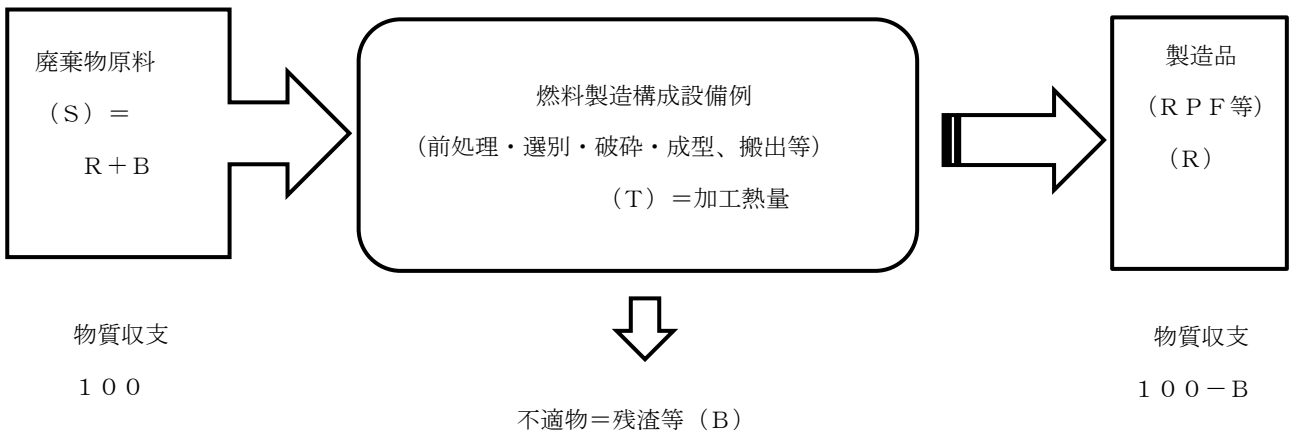 廃棄物原料
（Ｓ）＝
Ｒ＋Ｂ
燃料製造構成設備例
（前処理・選別・破砕・成型、搬出等）
（Ｔ）＝加工熱量
製造品
（ＲＰＦ等）
（Ｒ）
物質収支
１００
不適物＝残渣等（Ｂ）
物質収支
１００－Ｂ